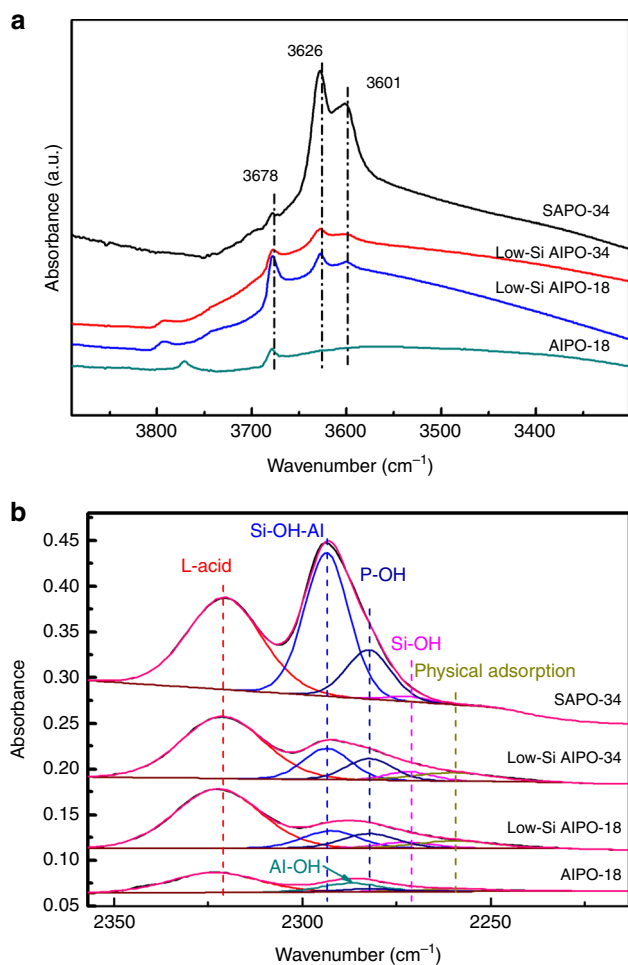 a
3626
3601
3678
SAPO-34
Low-Si AlPO-34
Low-Si AlPO-18
AlPO-18
Absorbance (a.u.)
3800 3700 3600 3500 3400
Wavenumber (cm⁻¹)
b
Si-OH-Al
L-acid
P-OH
Si-OH
Physical adsorption
SAPO-34
Low-Si AlPO-34
Low-Si AlPO-18
Al-OH
AlPO-18
Absorbance
0.45
0.40
0.35
0.30
0.25
0.20
0.15
0.10
0.05
2350 2300 2250
Wavenumber (cm⁻¹)